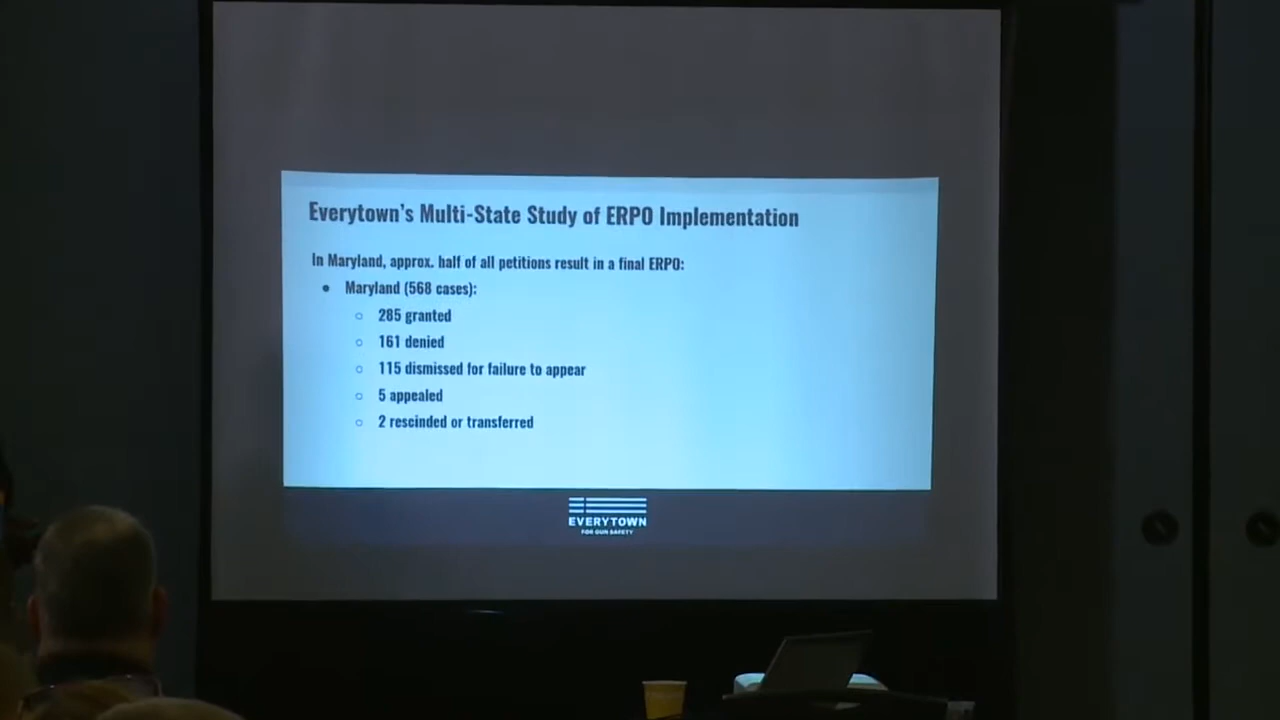 Everytown's Multi-State Study of ERPO Implementation
In Maryland, approx. half of all petitions result in a final ERPO:
● Maryland (568 cases):
○ 285 granted
○ 161 denied
○ 115 dismissed for failure to appear
○ 5 appealed
○ 2 rescinded or transferred
EVERYTOWN
FOR GUN SAFETY